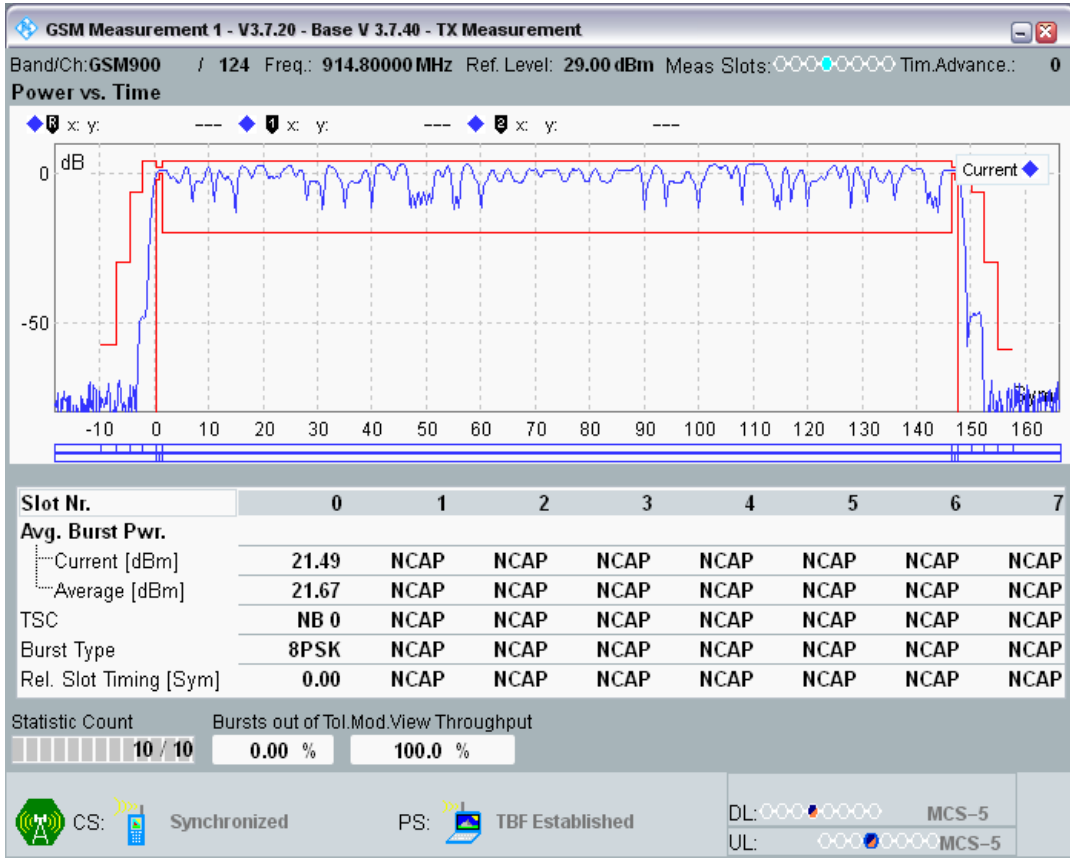 GSM Measurement 1 - V3.7.20 - Base V 3.7.40 - TX Measurement
Band/Ch:GSM900 / 124 Freq.: 914.80000 MHz Ref. Level: 29.00 dBm Meas Slots: Tim.Advance.: 0
Power vs. Time
R x: y: --- 1 x: y: --- 2 x: y: ---
dB
Current
0
-50
Sym
-10 0 10 20 30 40 50 60 70 80 90 100 110 120 130 140 150 160
Slot Nr. 0 1 2 3 4 5 6 7
Avg. Burst Pwr.
Current [dBm] 21.49 NCAP NCAP NCAP NCAP NCAP NCAP NCAP
Average [dBm] 21.67 NCAP NCAP NCAP NCAP NCAP NCAP NCAP
TSC NB 0 NCAP NCAP NCAP NCAP NCAP NCAP NCAP
Burst Type 8PSK NCAP NCAP NCAP NCAP NCAP NCAP NCAP
Rel. Slot Timing [Sym] 0.00 NCAP NCAP NCAP NCAP NCAP NCAP NCAP
Statistic Count Bursts out of Tol. Mod.View Throughput
10 / 10 0.00 % 100.0 %
CS: Synchronized PS: TBF Established DL: MCS-5
UL: MCS-5